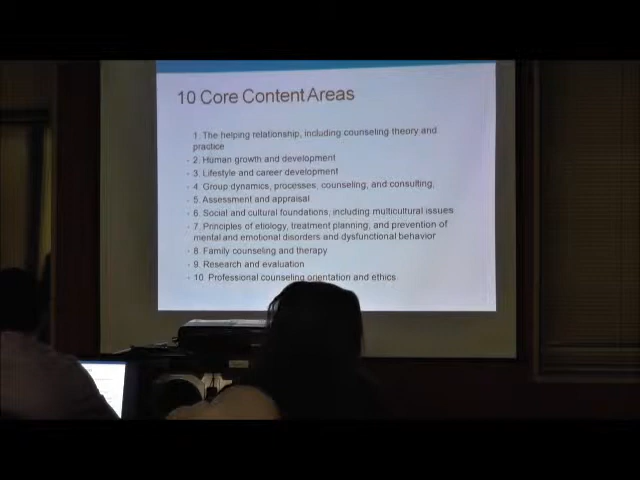 10 Core Content Areas
1. The helping relationship, including counseling theory and
practice
- 2. Human growth and development
- 3. Lifestyle and career development
- 4. Group dynamics, processes, counseling, and consulting,
- 5. Assessment and appraisal
- 6. Social and cultural foundations, including multicultural issues
- 7. Principles of etiology, treatment planning, and prevention of
mental and emotional disorders and dysfunctional behavior
- 8. Family counseling and therapy
- 9. Research and evaluation
- 10. Professional counseling orientation and ethics.